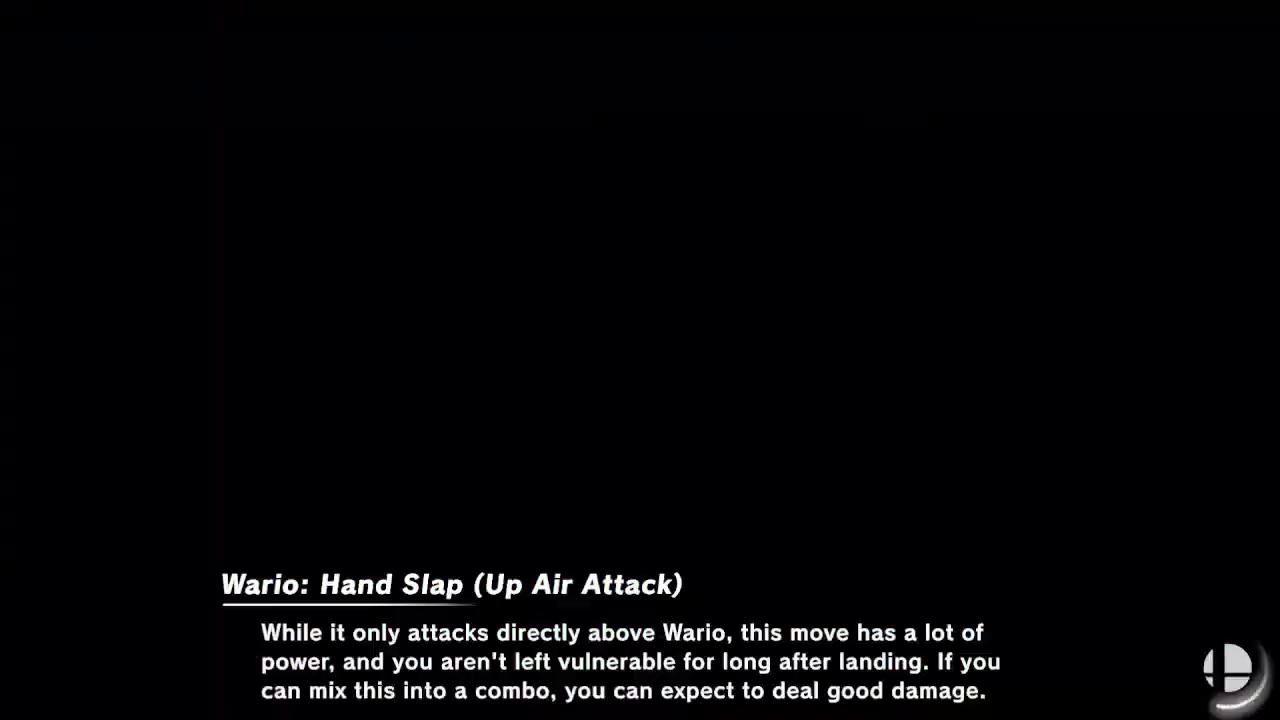 Wario: Hand Slap (Up Air Attack)
While it only attacks directly above Wario, this move has a lot of
power, and you aren't left vulnerable for long after landing. If you
can mix this into a combo, you can expect to deal good damage.